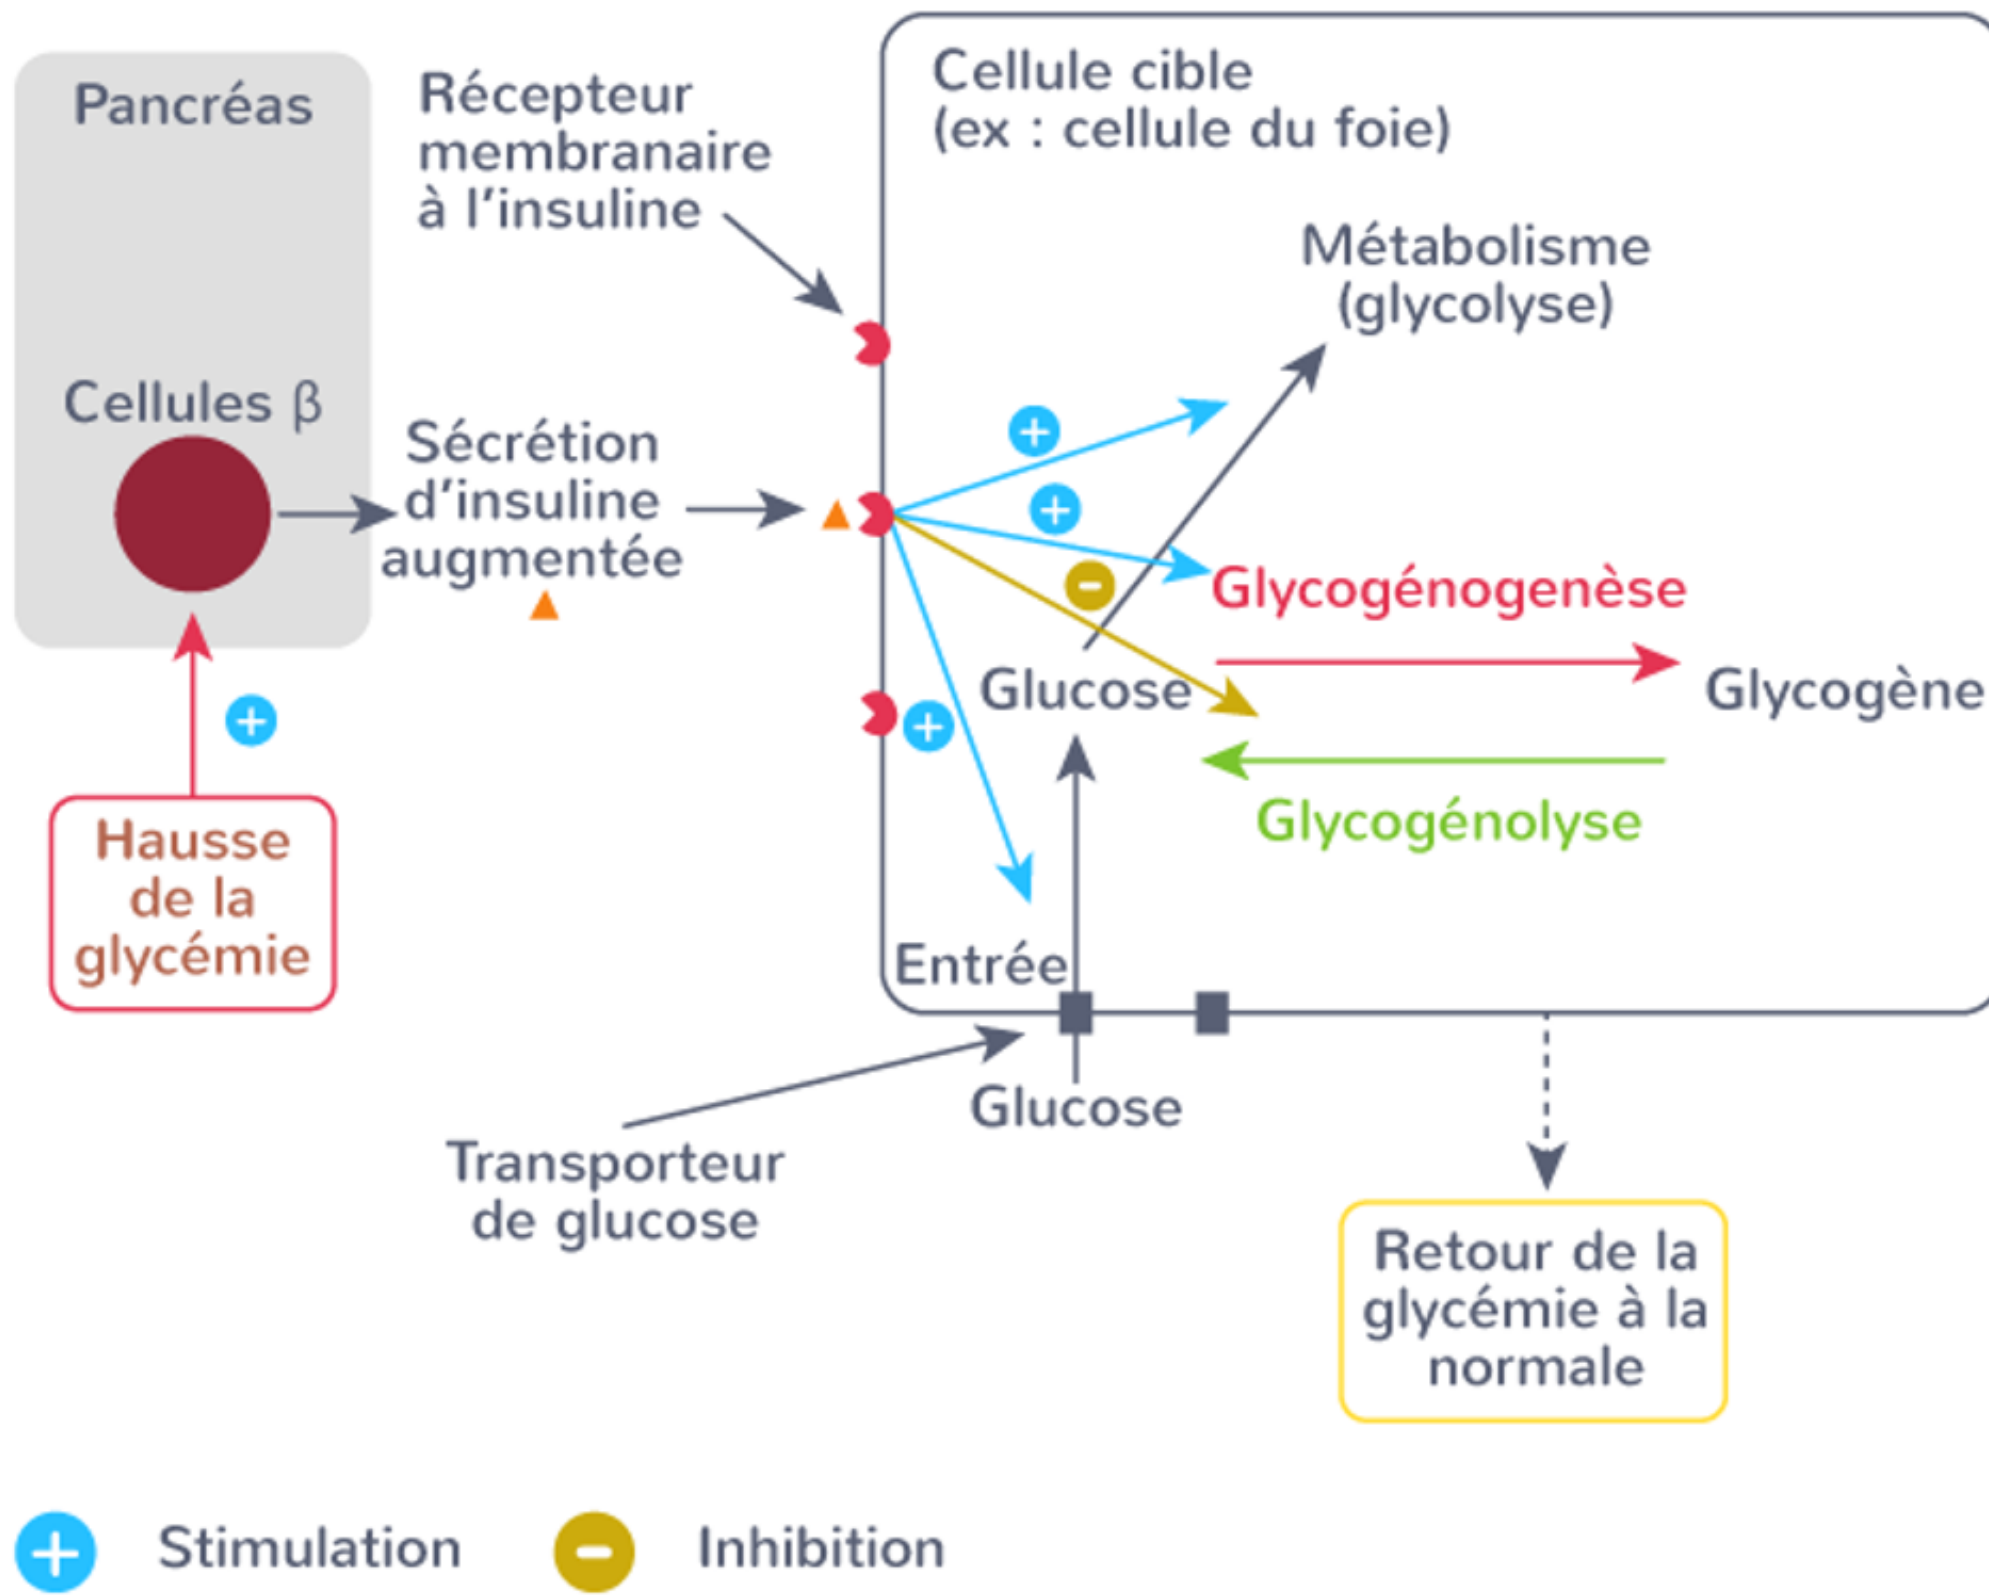 Pancréas
Cellules β
Récepteur
membranaire
à l’insuline
Sécrétion
d’insuline
augmentée
+
Hausse
de la
glycémie
Cellule cible
(ex : cellule du foie)
Métabolisme
(glycolyse)
+
+
-
+
Glycogénogenèse
Glucose
Glycogène
Glycogénolyse
Entrée
Glucose
Transporteur
de glucose
Retour de la
glycémie à la
normale
+ Stimulation
- Inhibition